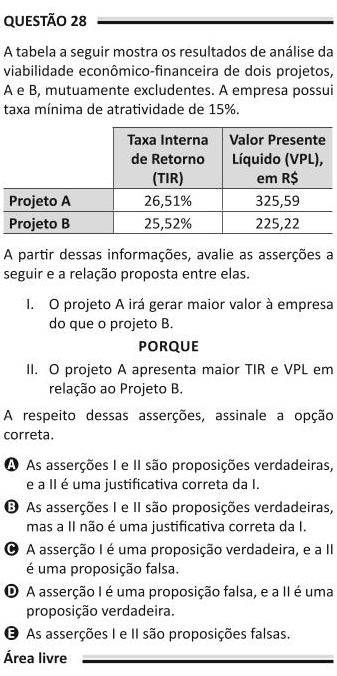 QUESTÃO 28
A tabela a seguir mostra os resultados de análise da
viabilidade econômico-financeira de dois projetos,
A e B, mutuamente excludentes. A empresa possui
taxa mínima de atratividade de 15%.
Taxa Interna
de Retorno
(TIR)
Valor Presente
Líquido (VPL),
em R$
Projeto A 26,51% 325,59
Projeto B 25,52% 225,22
A partir dessas informações, avalie as asserções a
seguir e a relação proposta entre elas.
I. O projeto A irá gerar maior valor à empresa
do que o projeto B.
PORQUE
II. O projeto A apresenta maior TIR e VPL em
relação ao Projeto B.
A respeito dessas asserções, assinale a opção
correta.
A As asserções I e II são proposições verdadeiras,
e a II é uma justificativa correta da I.
B As asserções I e II são proposições verdadeiras,
mas a II não é uma justificativa correta da I.
C A asserção I é uma proposição verdadeira, e a II
é uma proposição falsa.
D A asserção I é uma proposição falsa, e a II é uma
proposição verdadeira.
E As asserções I e II são proposições falsas.
Área livre